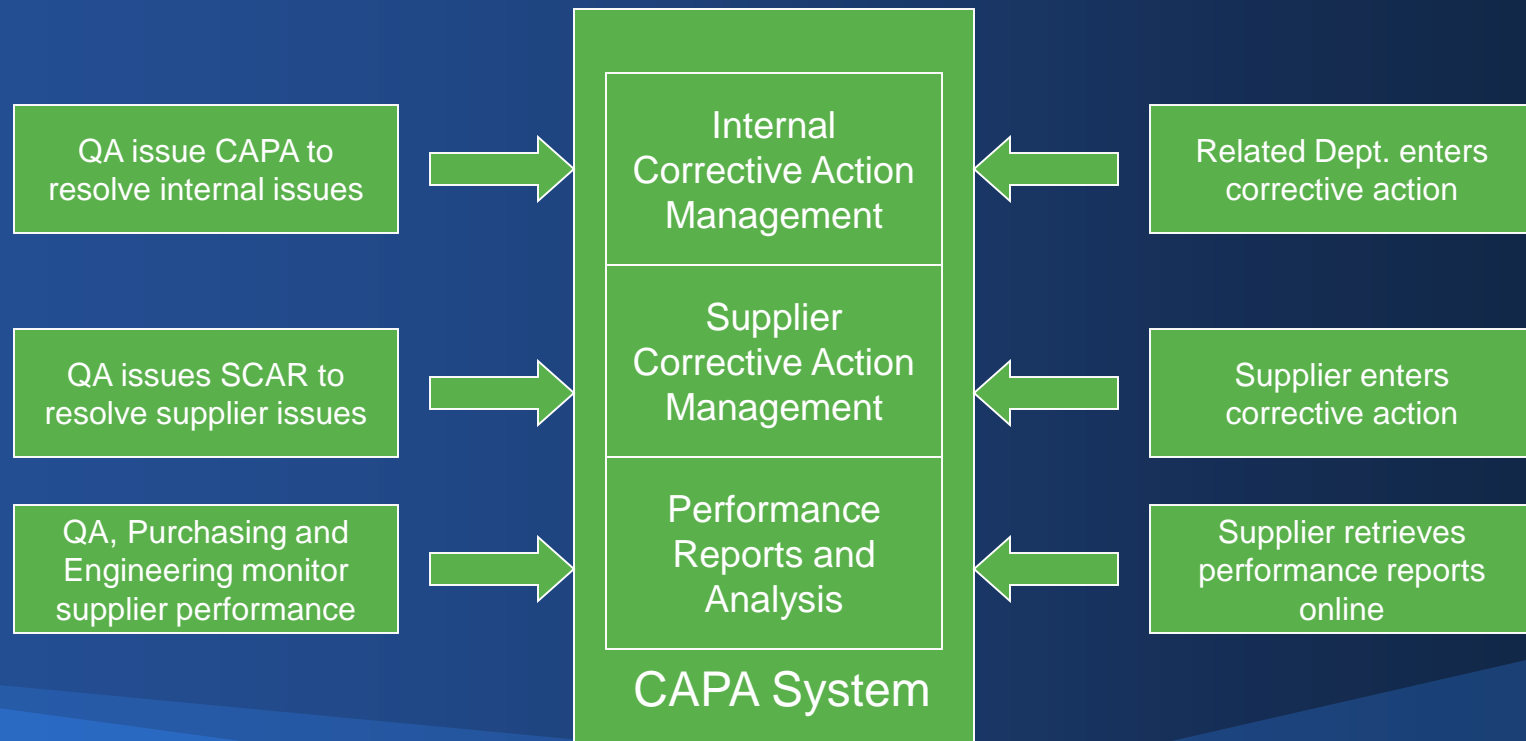 QA issue CAPA to
resolve internal issues
Internal
Corrective Action
Management
Related Dept. enters
corrective action
QA issues SCAR to
resolve supplier issues
Supplier
Corrective Action
Management
Supplier enters
corrective action
QA, Purchasing and
Engineering monitor
supplier performance
Performance
Reports and
Analysis
Supplier retrieves
performance reports
online
CAPA System